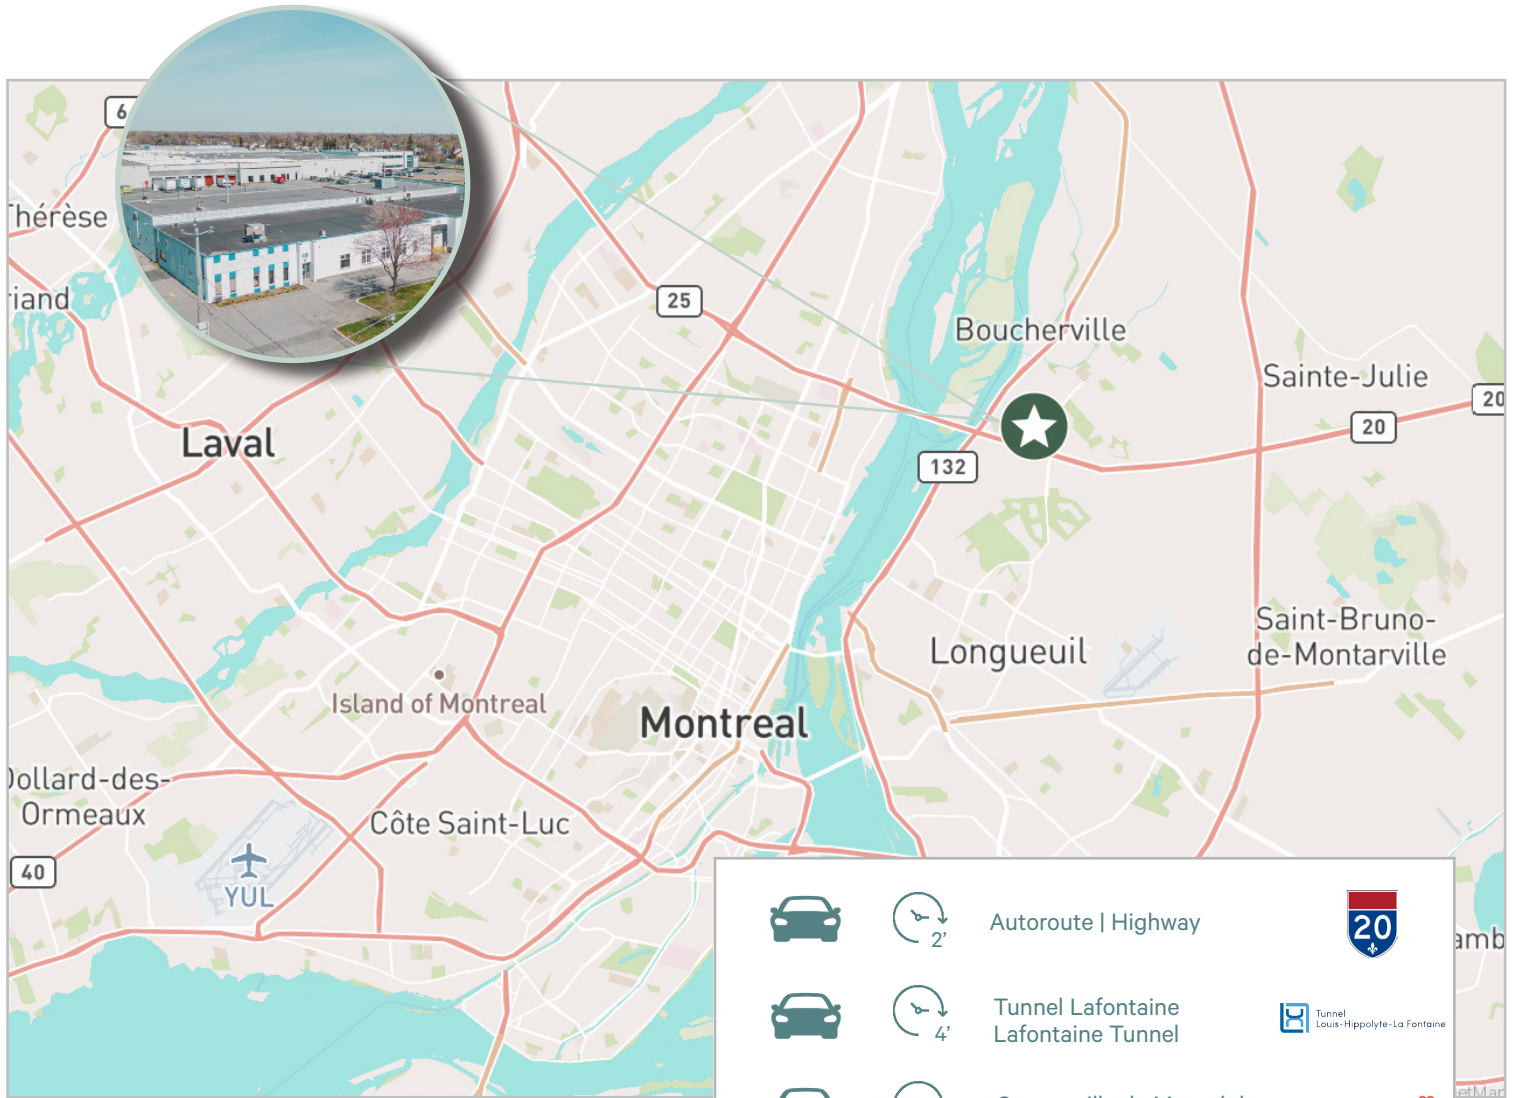 6
Thérèse
riand
25
Boucherville
Sainte-Julie
20
20
Laval
132
Saint-Bruno-
de-Montarville
Longueuil
Island of Montreal
Montreal
Dollard-des-
Ormeaux
Côte Saint-Luc
40
YUL
2'
Autoroute | Highway
20
amb
4'
Tunnel Lafontaine
Lafontaine Tunnel
Tunnel
Louis-Hippolyte-La Fontaine